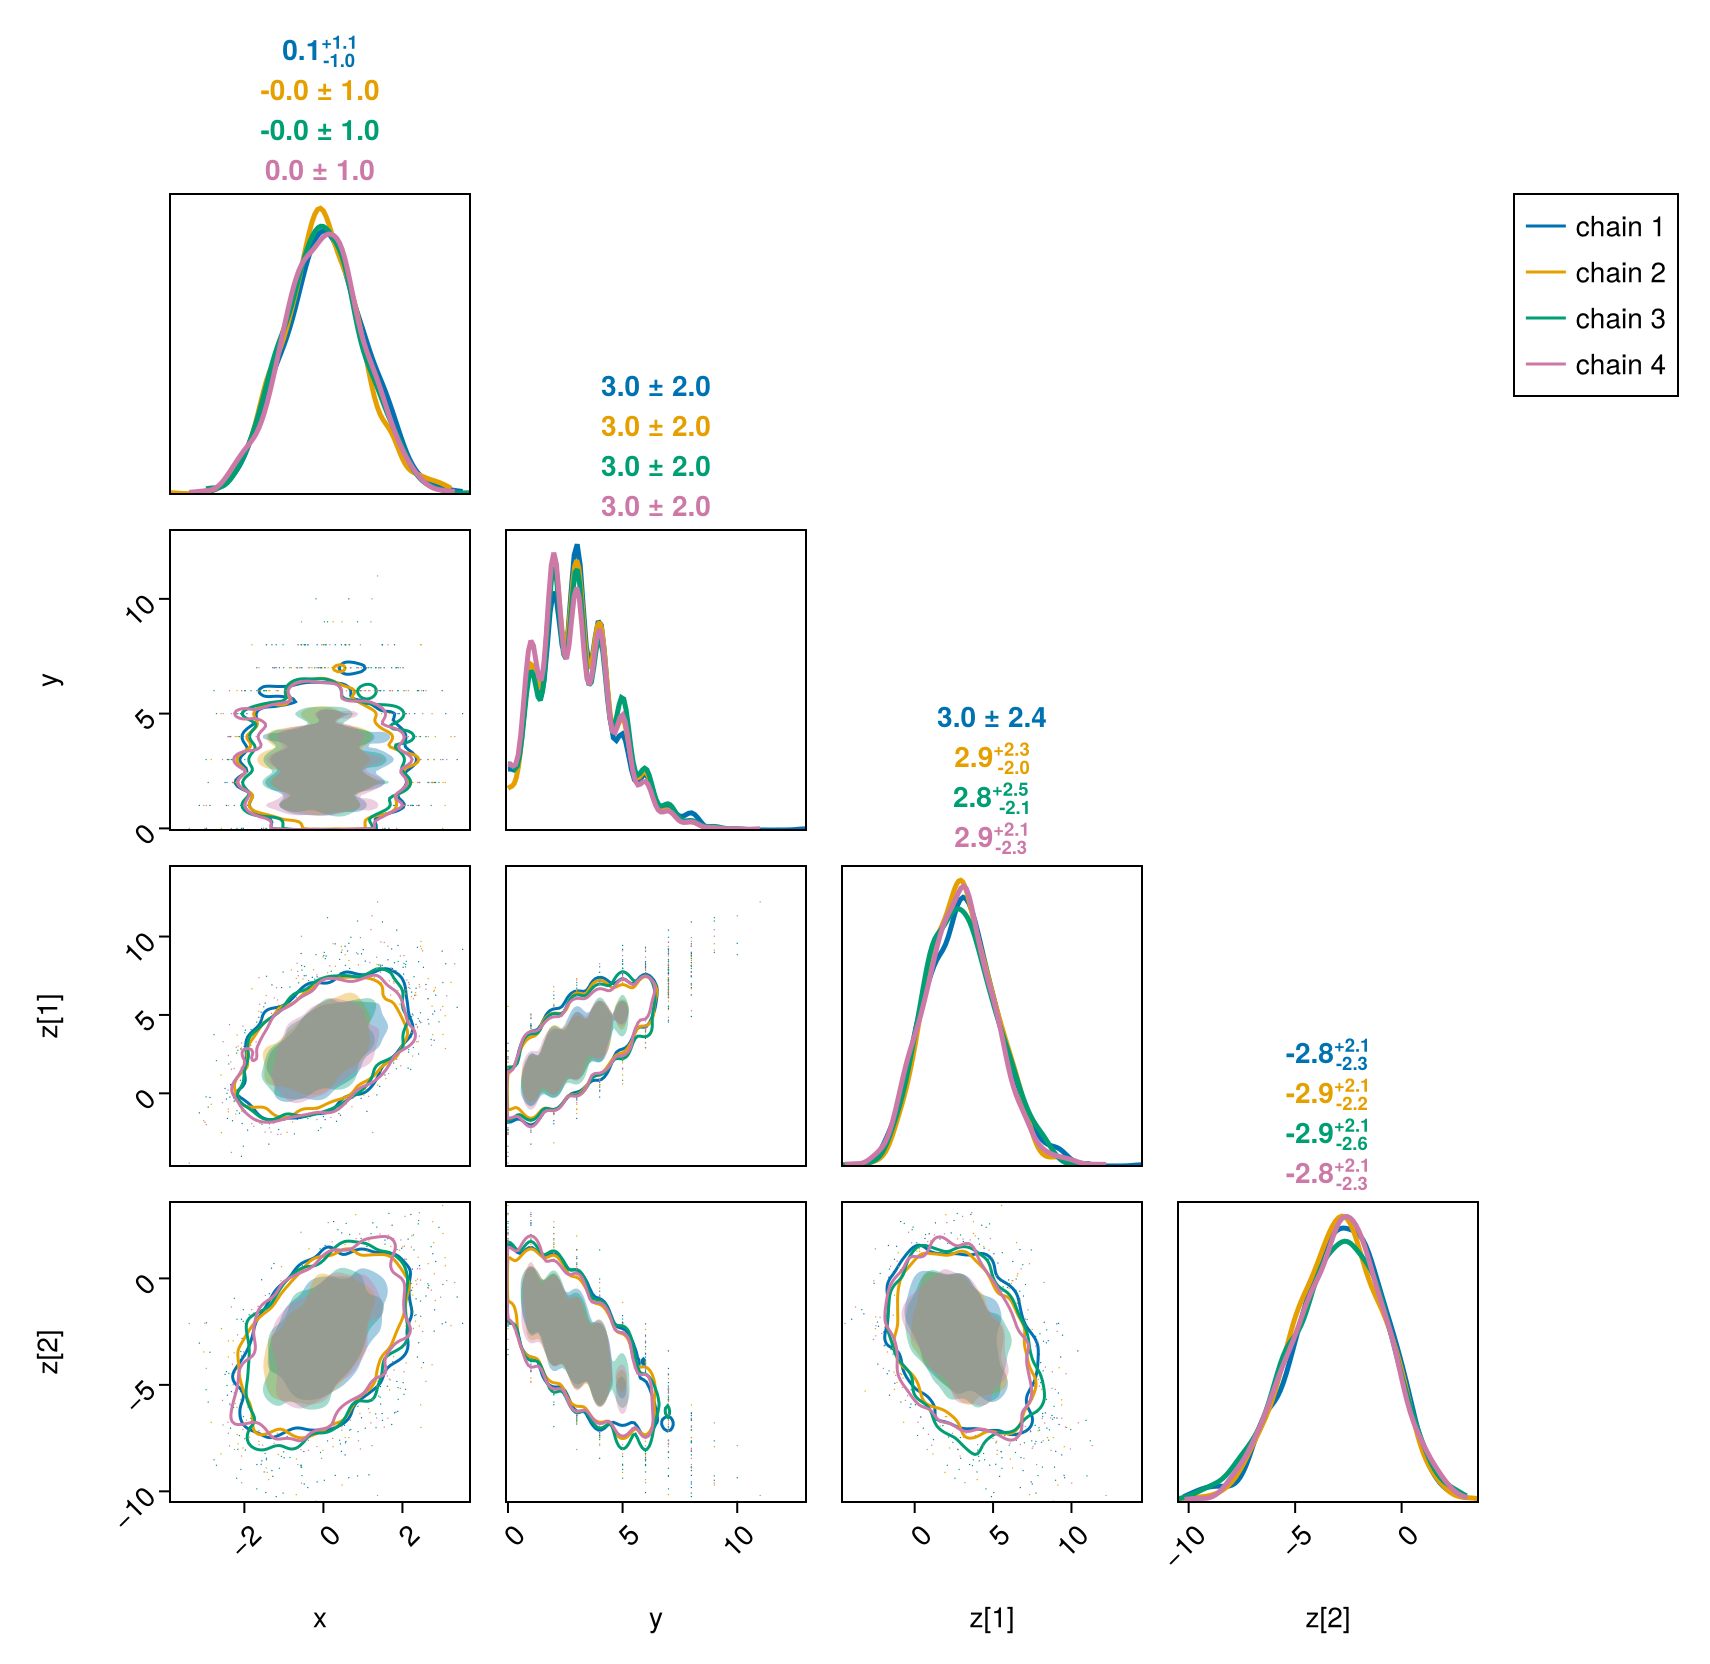 0.1+1.1-1.0
-0.0 ± 1.0
-0.0 ± 1.0
0.0 ± 1.0
chain 1
chain 2
chain 3
chain 4
3.0 ± 2.0
3.0 ± 2.0
3.0 ± 2.0
3.0 ± 2.0
10
5
0
y
3.0 ± 2.4
2.9+2.3-2.0
2.8+2.5-2.1
2.9+2.1-2.3
10
5
0
z[1]
-2.8+2.1-2.3
-2.9+2.1-2.2
-2.9+2.1-2.6
-2.8+2.1-2.3
0
−5
−10
z[2]
−2 0 2
0 5 10
0 5 10
−10 −5 0
x
y
z[1]
z[2]